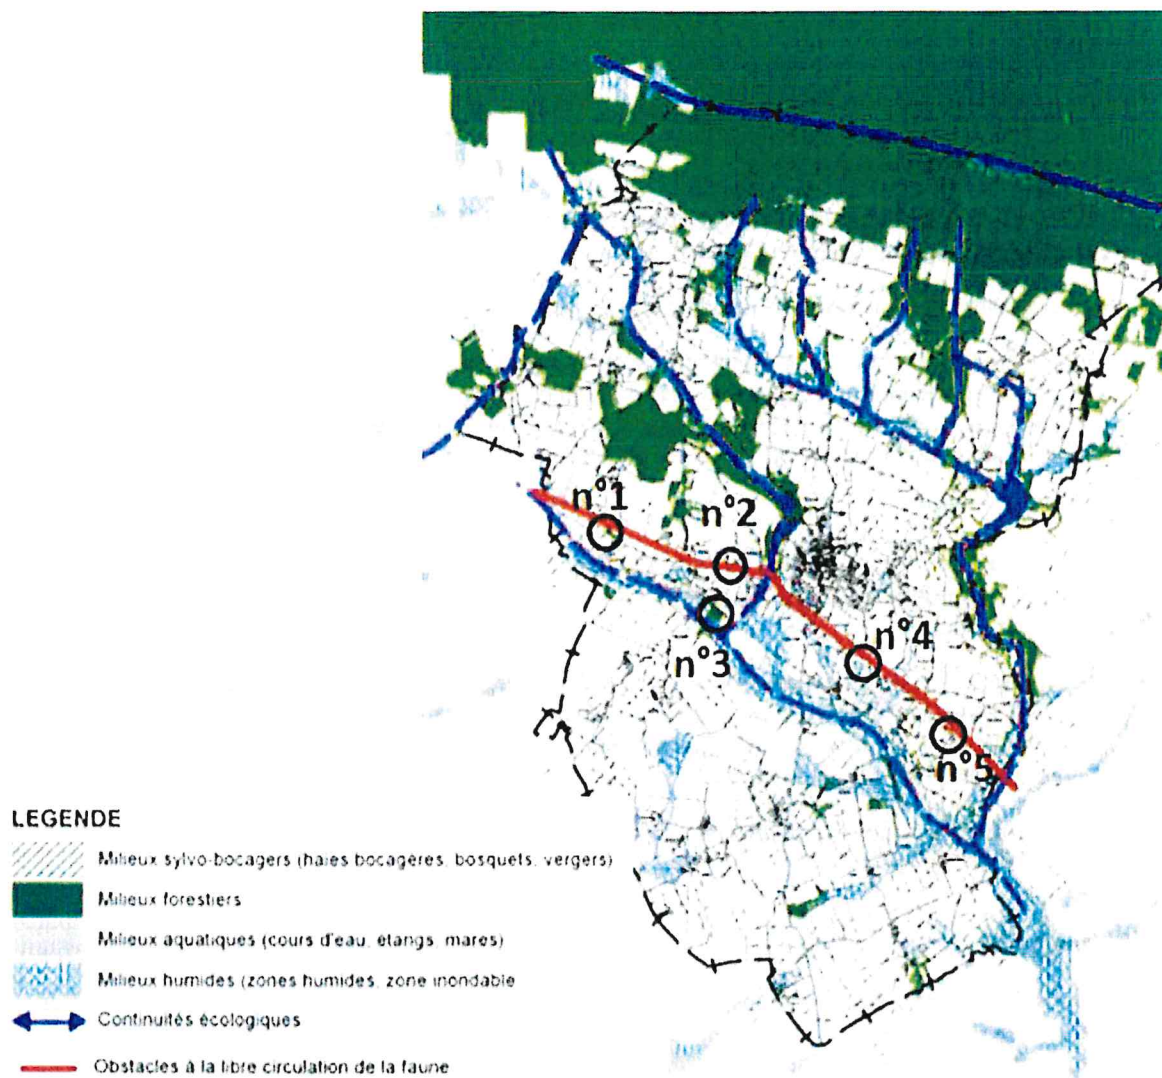 n°1
n°2
n°3
n°4
n°5
LEGENDE
Milieux sylvo-bocagers (haies bocagères, bosquets, vergers)
Milieux forestiers
Milieux aquatiques (cours d'eau, étangs, mares)
Milieux humides (zones humides, zone inondable
Continuités écologiques
Obstacles à la libre circulation de la faune